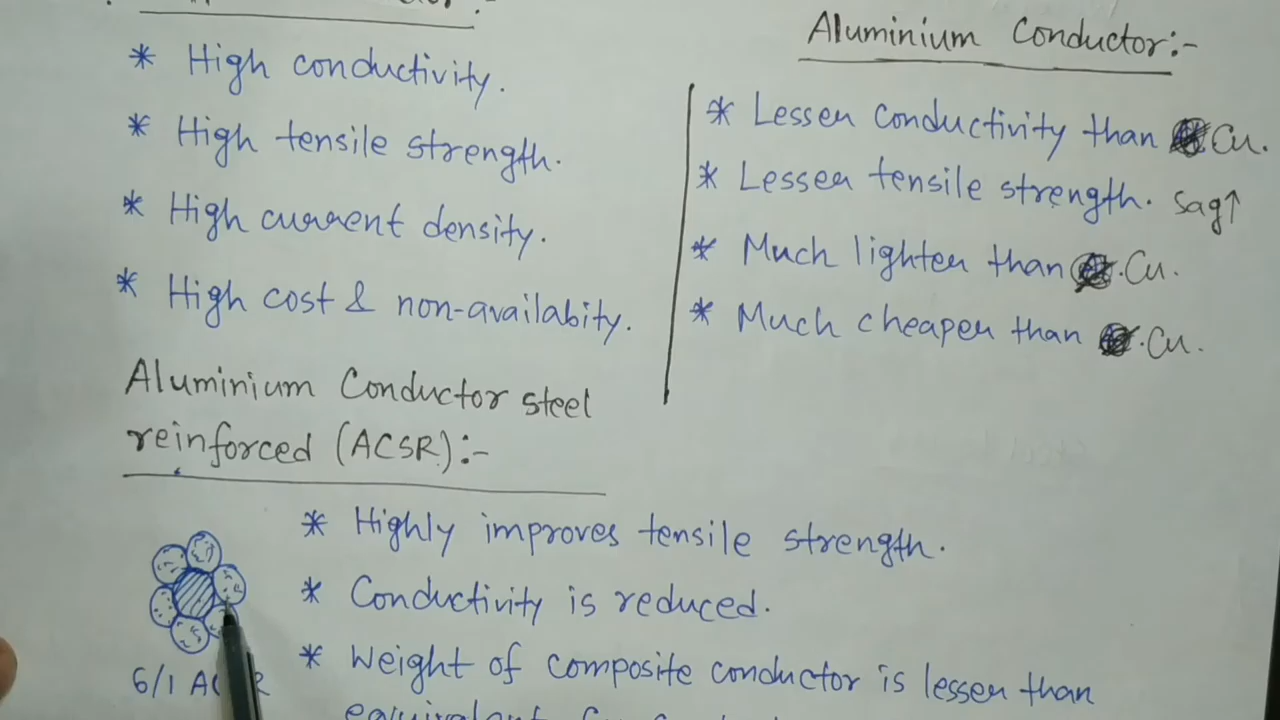 * High conductivity.
* High tensile strength.
* High current density.
* High cost & non-availabity.
Aluminium Conductor:-
* Lesser conductivity than Cu.
* Lesser tensile strength. Sag↑
* Much lighter than Cu.
* Much cheaper than Cu.
Aluminium Conductor steel
reinforced (ACSR):-
* Highly improves tensile strength.
* Conductivity is reduced.
* Weight of composite conductor is lesser than
6/1